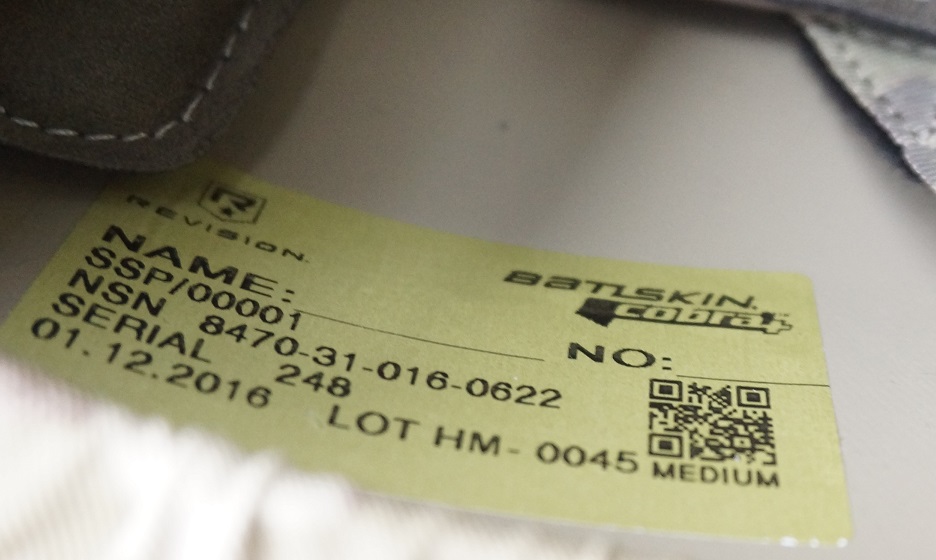 REVISION.
BATLSKIN.
cobra
NAME:
NO:
SSP/00001
NSN 8470-31-016-0622
SERIAL 248
01.12.2016 LOT HM- 0045
MEDIUM